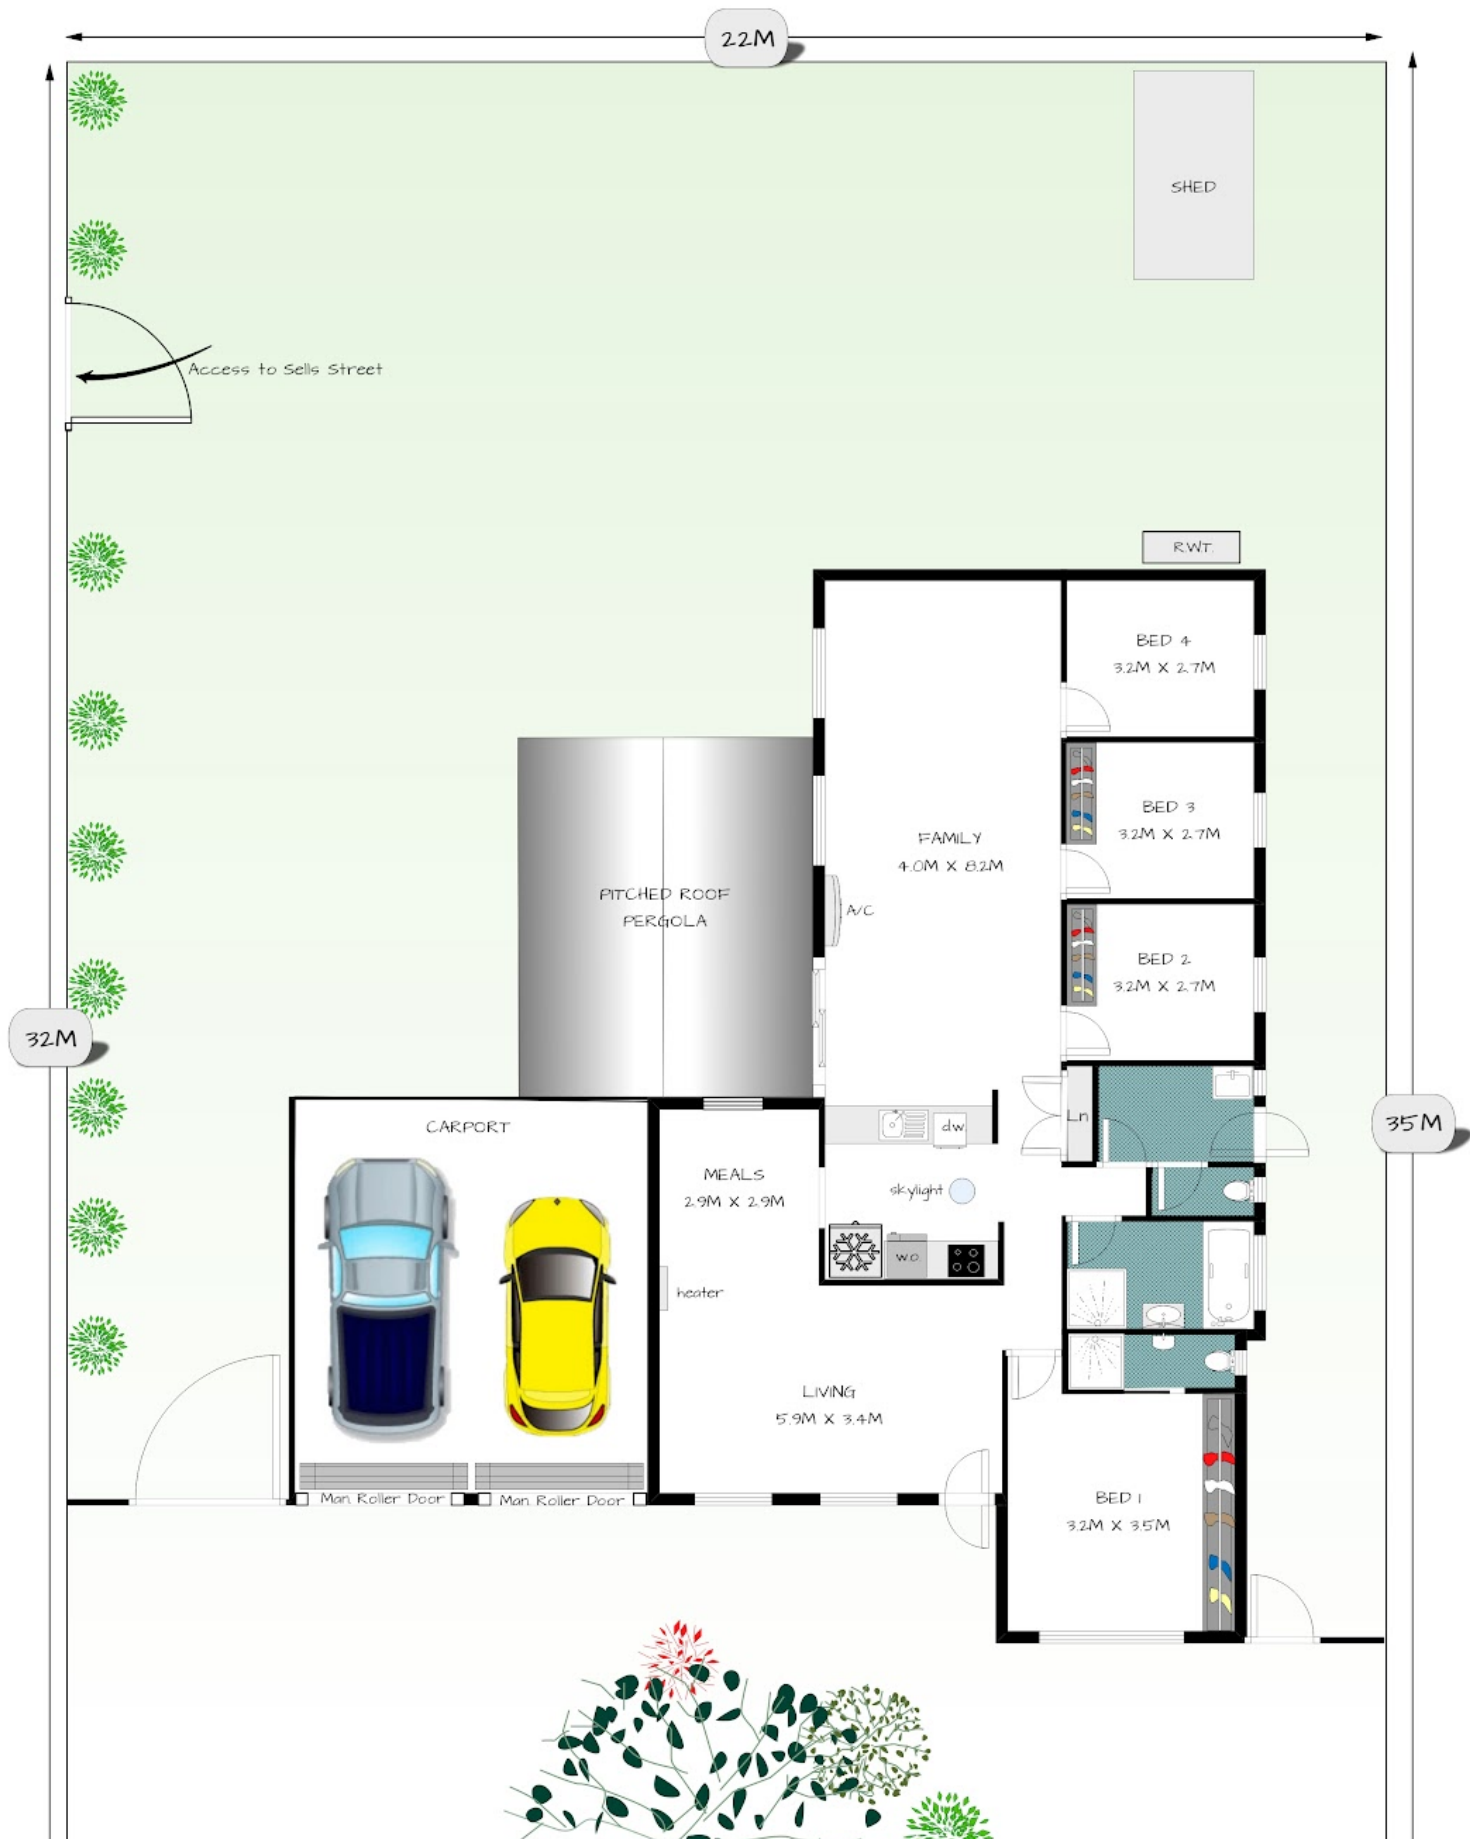 22M
SHED
Access to Sells Street
R.W.T.
BED 4
3.2M X 2.7M
BED 3
3.2M X 2.7M
FAMILY
4.0M X 8.2M
PITCHED ROOF
PERGOLA
A/C
BED 2
3.2M X 2.7M
32M
35M
Ln
CARPORT
dw
MEALS
2.9M X 2.9M
skylight
W.O.
heater
LIVING
5.9M X 3.4M
Man. Roller Door
Man. Roller Door
BED 1
3.2M X 3.5M